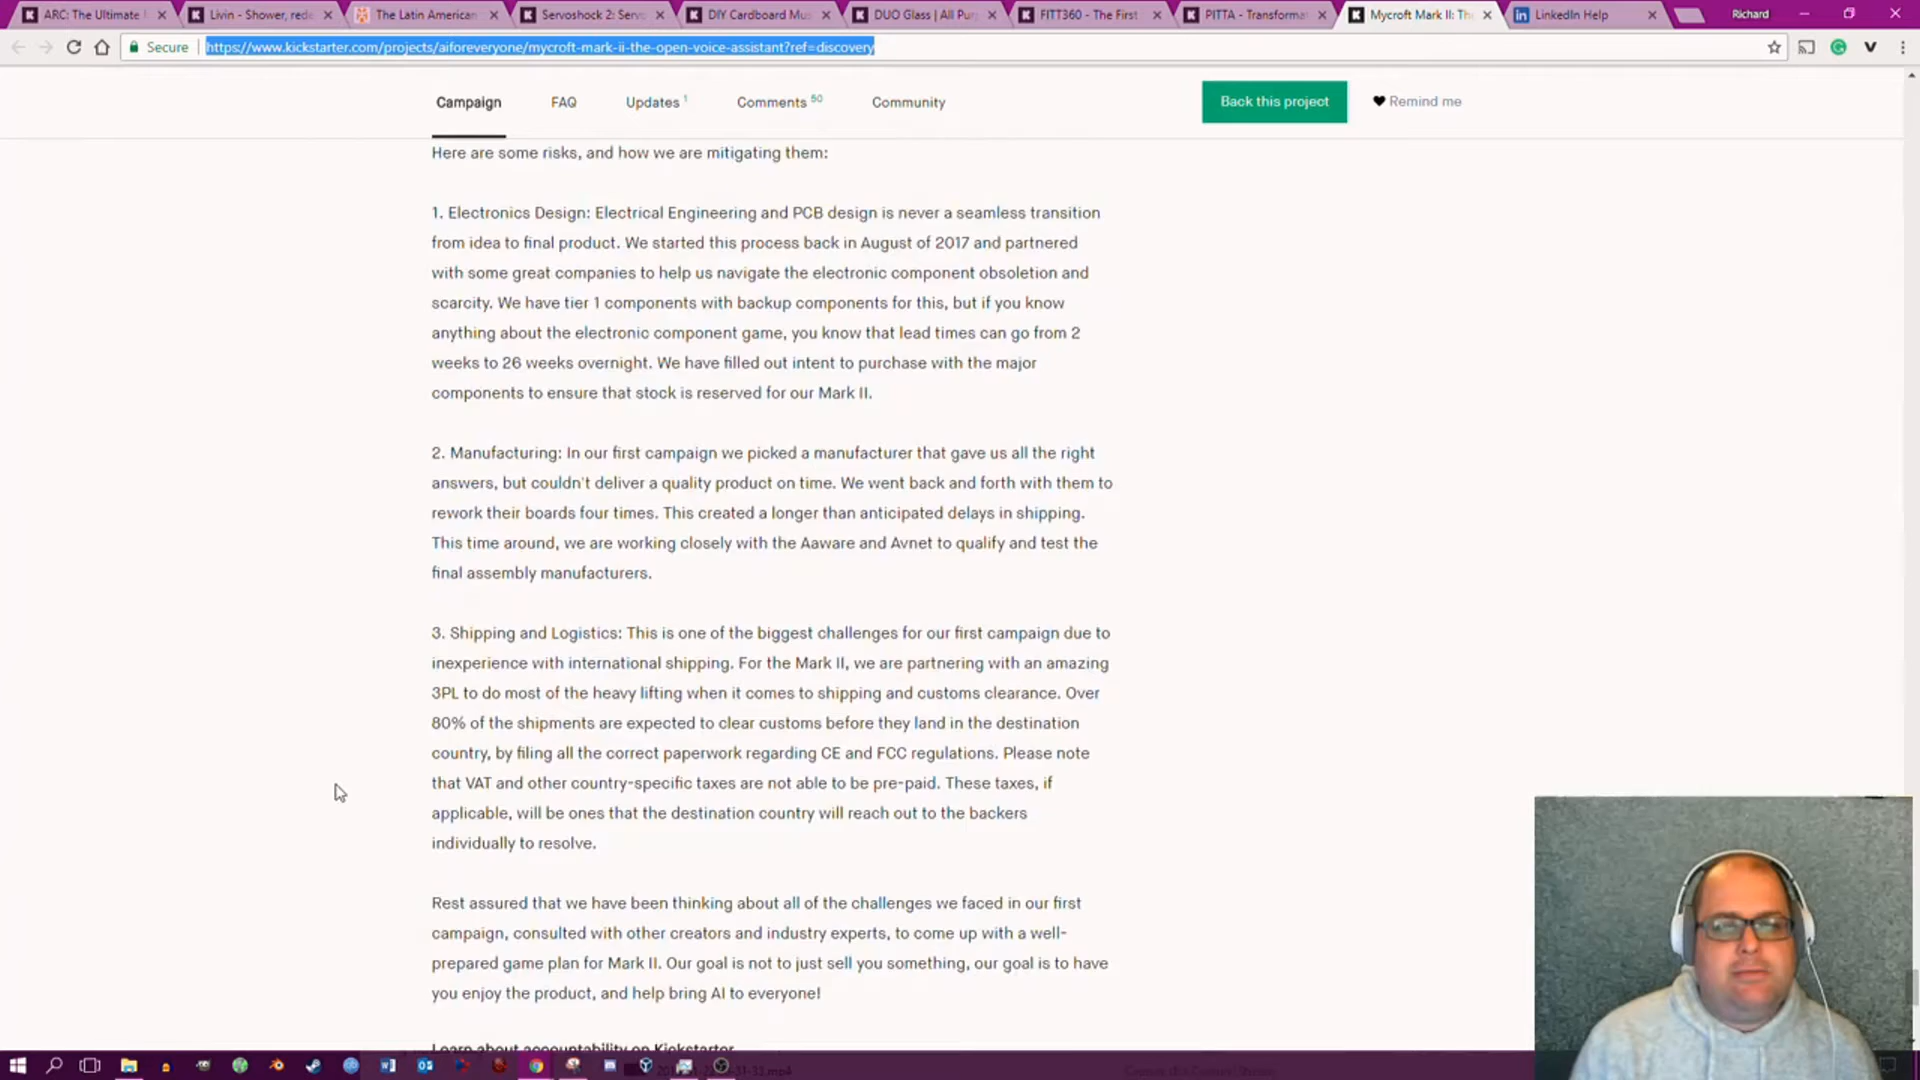 ARC: The Ultimate
Livin - Shower, rede
The Latin American
Servoshock 2: Servo
DIY Cardboard Mus
DUO Glass | All Pur
FITT360 - The First
PITTA - Transforma
Mycroft Mark II: Th
LinkedIn Help
Richard
Secure
https://www.kickstarter.com/projects/aiforeveryone/mycroft-mark-ii-the-open-voice-assistant?ref=discovery
Campaign
FAQ
Updates 1
Comments 50
Community
Back this project
Remind me
Here are some risks, and how we are mitigating them:
1. Electronics Design: Electrical Engineering and PCB design is never a seamless transition
from idea to final product. We started this process back in August of 2017 and partnered
with some great companies to help us navigate the electronic component obsoletion and
scarcity. We have tier 1 components with backup components for this, but if you know
anything about the electronic component game, you know that lead times can go from 2
weeks to 26 weeks overnight. We have filled out intent to purchase with the major
components to ensure that stock is reserved for our Mark II.
2. Manufacturing: In our first campaign we picked a manufacturer that gave us all the right
answers, but couldn't deliver a quality product on time. We went back and forth with them to
rework their boards four times. This created a longer than anticipated delays in shipping.
This time around, we are working closely with the Aaware and Avnet to qualify and test the
final assembly manufacturers.
3. Shipping and Logistics: This is one of the biggest challenges for our first campaign due to
inexperience with international shipping. For the Mark II, we are partnering with an amazing
3PL to do most of the heavy lifting when it comes to shipping and customs clearance. Over
80% of the shipments are expected to clear customs before they land in the destination
country, by filing all the correct paperwork regarding CE and FCC regulations. Please note
that VAT and other country-specific taxes are not able to be pre-paid. These taxes, if
applicable, will be ones that the destination country will reach out to the backers
individually to resolve.
Rest assured that we have been thinking about all of the challenges we faced in our first
campaign, consulted with other creators and industry experts, to come up with a well-
prepared game plan for Mark II. Our goal is not to just sell you something, our goal is to have
you enjoy the product, and help bring AI to everyone!
Learn about accountability on Kickstarter